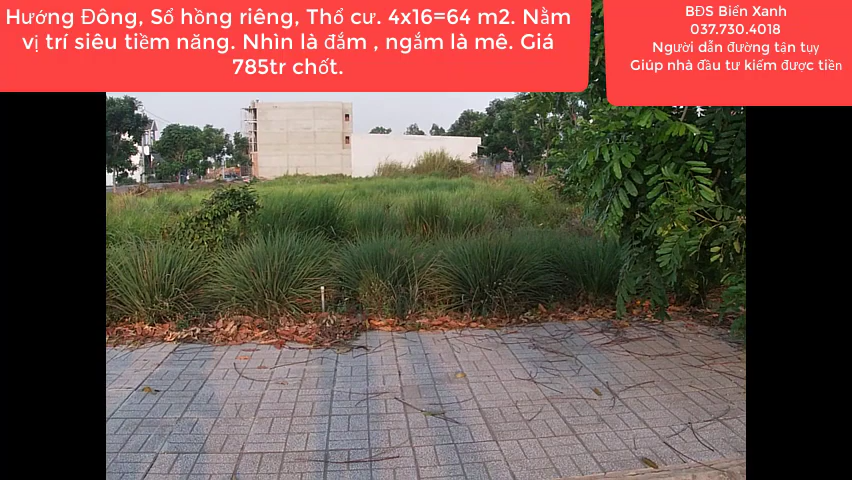 Hướng Đông, Sổ hồng riêng, Thổ cư. 4x16=64 m2. Nằm
vị trí siêu tiềm năng. Nhìn là đắm , ngắm là mê. Giá
785tr chốt.
BĐS Biển Xanh
037.730.4018
Người dẫn đường tân tụy
Giúp nhà đầu tư kiếm được tiền